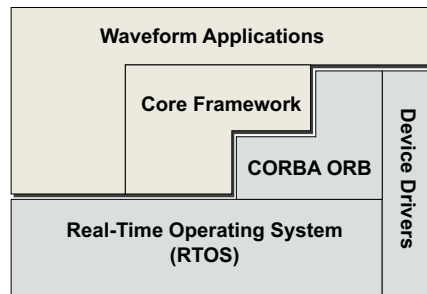 Waveform Applications
Core Framework
CORBA ORB
Device Drivers
Real-Time Operating System
(RTOS)